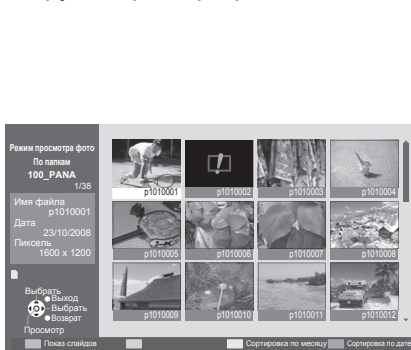 Режим просмотра фото
По папкам
100_PANA
1/38
Имя файла
p1010001
Дата
23/10/2008
Пиксель
1600 x 1200
Выбрать
Выход
Выбрать
Возврат
Просмотр
p1010001
p1010002
p1010003
p1010004
p1010005
p1010006
p1010007
p1010008
p1010009
p1010010
p1010011
p1010012
Показ слайдов
Сортировка по месяцу
Сортировка по дате